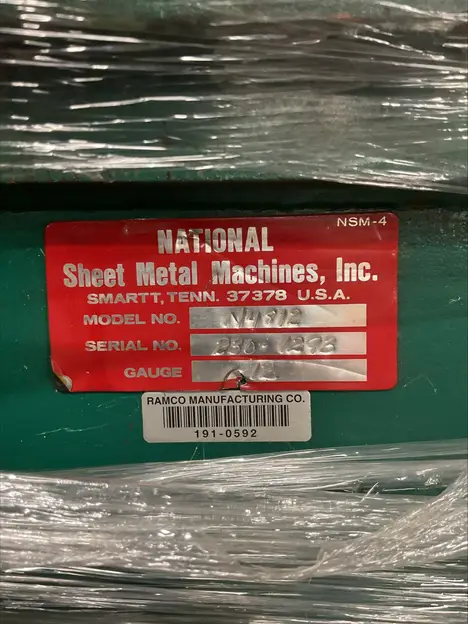 NSM-4
NATIONAL
Sheet Metal Machines, Inc.
SMARTT, TENN. 37378 U.S.A.
MODEL NO.
SERIAL NO.
GAUGE 12
RAMCO MANUFACTURING CO.
191-0592